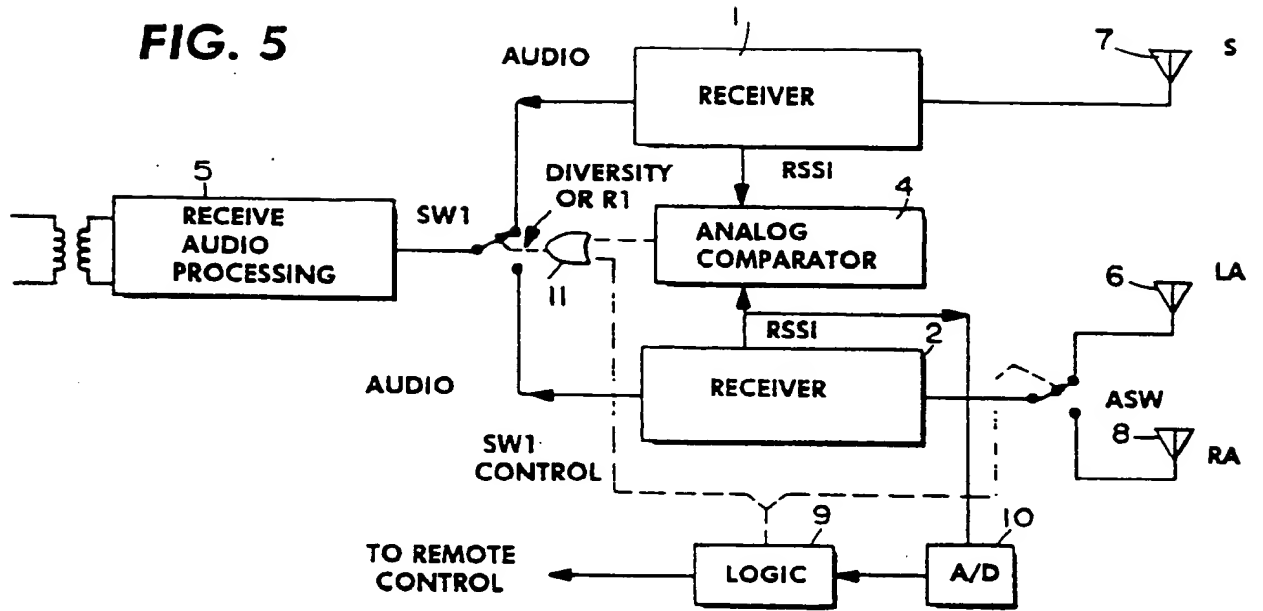 FIG. 5
1
7
S
AUDIO
RECEIVER
RSSI
5
RECEIVE
AUDIO
PROCESSING
SW1
DIVERSITY
OR R1
11
4
ANALOG
COMPARATOR
6
LA
RSSI
2
AUDIO
RECEIVER
ASW
8
RA
SW1
CONTROL
9
10
TO REMOTE
CONTROL
LOGIC
A/D